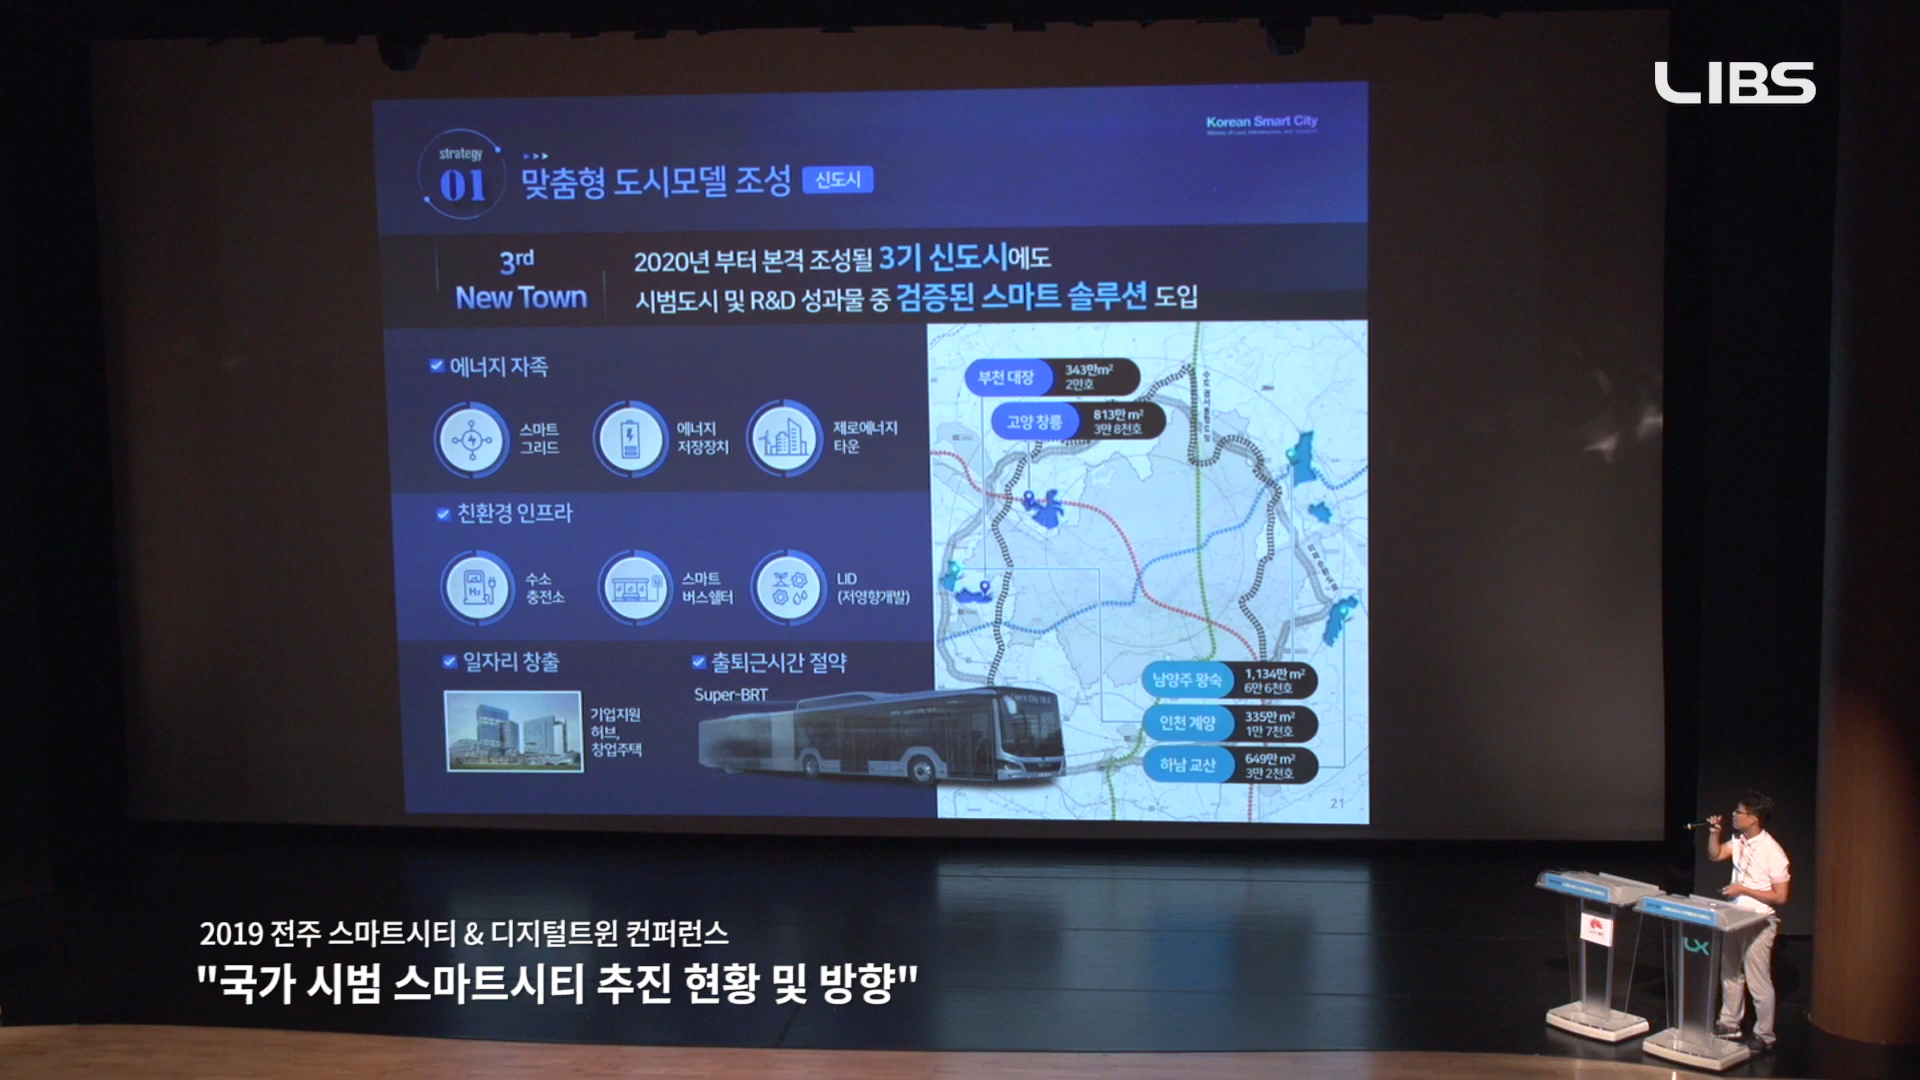 LIBS
Korean Smart City
Ministry of Land, Infrastructure, and Transport
strategy
01
맞춤형 도시모델 조성 신도시
3rd
New Town
2020년 부터 본격 조성될 3기 신도시에도
시범도시 및 R&D 성과물 중 검증된 스마트 솔루션 도입
에너지 자족
스마트
그리드
에너지
저장장치
제로에너지
타운
친환경 인프라
H₂
수소
충전소
스마트
버스쉘터
LID
(저영향개발)
일자리 창출
기업지원
허브,
창업주택
출퇴근시간 절약
Super-BRT
부천 대장
343만m²
2만호
고양 창릉
813만 m²
3만 8천호
남양주 왕숙
1,134만 m²
6만 6천호
인천 계양
335만 m²
1만 7천호
하남 교산
649만 m²
3만 2천호
21
LX
2019 전주 스마트시티 & 디지털트윈 컨퍼런스
"국가 시범 스마트시티 추진 현황 및 방향"